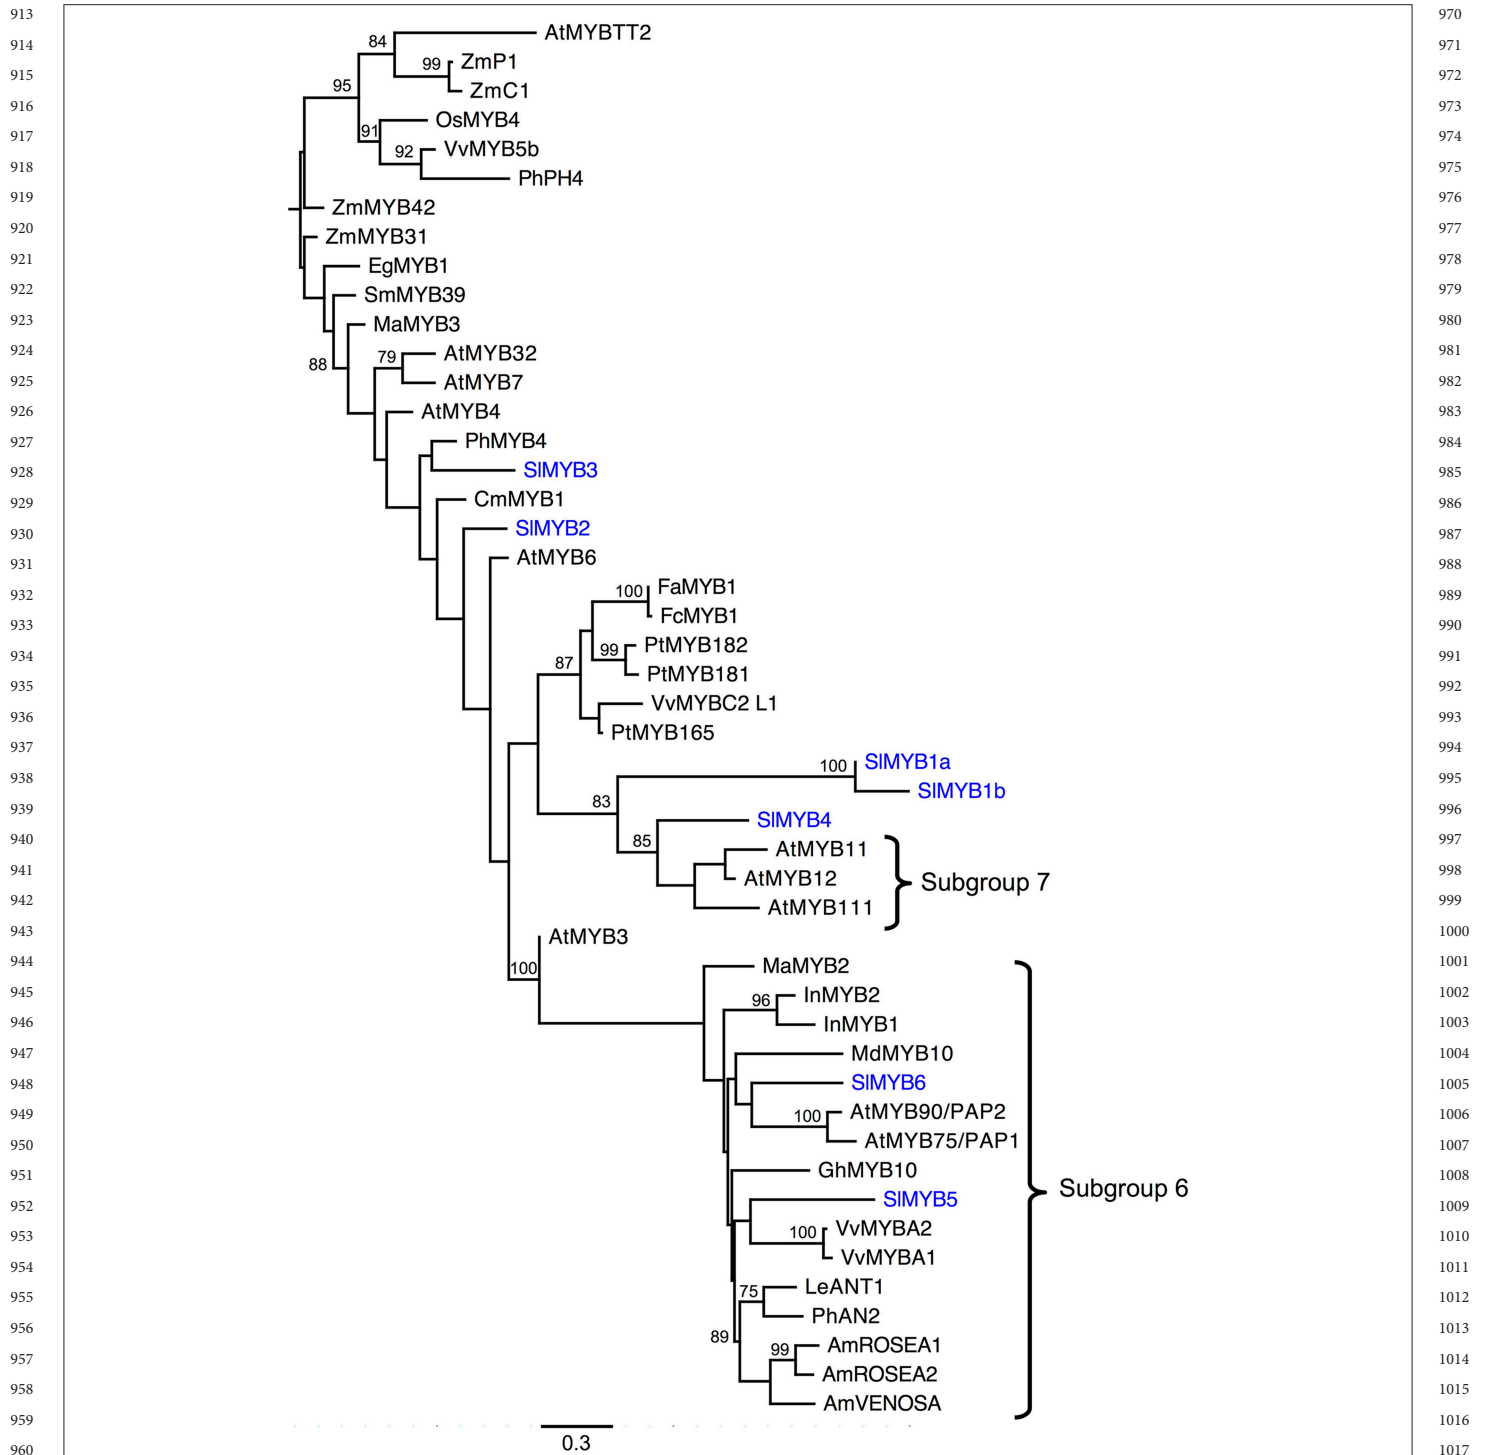 913 970
AtMYBTT2
84
914 971
99 ZmP1
915 972
95
ZmC1
916 973
OsMYB4
91
917 974
92 VvMYB5b
918 975
PhPH4
919 976
ZmMYB42
920 977
ZmMYB31
921 978
EgMYB1
922 979
SmMYB39
923 980
MaMYB3
924 981
79 AtMYB32
88
925 982
AtMYB7
926 983
AtMYB4
927 984
PhMYB4
928 985
SlMYB3
929 986
CmMYB1
930 987
SlMYB2
931 988
AtMYB6
932 989
100 FaMYB1
FcMYB1
933 990
PtMYB182
99
934 991
87
PtMYB181
935 992
VvMYBC2 L1
936 993
PtMYB165
937 994
100 SlMYB1a
938 995
SlMYB1b
83
939 996
SlMYB4
940 997
85
AtMYB11
941 998
AtMYB12
Subgroup 7
942 999
AtMYB111
943 1000
AtMYB3
944 1001
100
MaMYB2
945 1002
96 InMYB2
946 1003
InMYB1
947 1004
MdMYB10
948 1005
SlMYB6
949 1006
100 AtMYB90/PAP2
950 1007
AtMYB75/PAP1
951 1008
GhMYB10
Subgroup 6
952 1009
SlMYB5
953 1010
100 VvMYBA2
954 1011
VvMYBA1
955 1012
75 LeANT1
956 1013
PhAN2
89
957 1014
99 AmROSEA1
AmROSEA2
958 1015
AmVENOSA
959 1016
0.3
960 1017